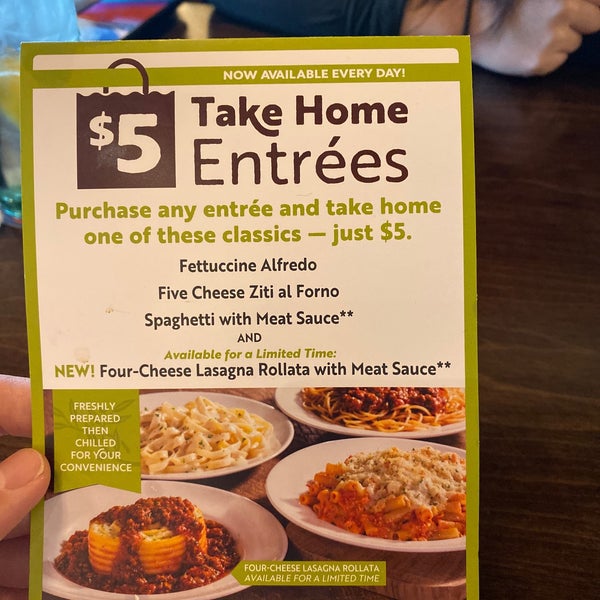 NOW AVAILABLE EVERY DAY!
$5
Take Home
Entrées
Purchase any entrée and take home
one of these classics — just $5.
Fettuccine Alfredo
Five Cheese Ziti al Forno
Spaghetti with Meat Sauce**
AND
Available for a Limited Time:
NEW! Four-Cheese Lasagna Rollata with Meat Sauce**
FRESHLY
PREPARED
THEN
CHILLED
FOR YOUR
CONVENIENCE
FOUR-CHEESE LASAGNA ROLLATA
AVAILABLE FOR A LIMITED TIME